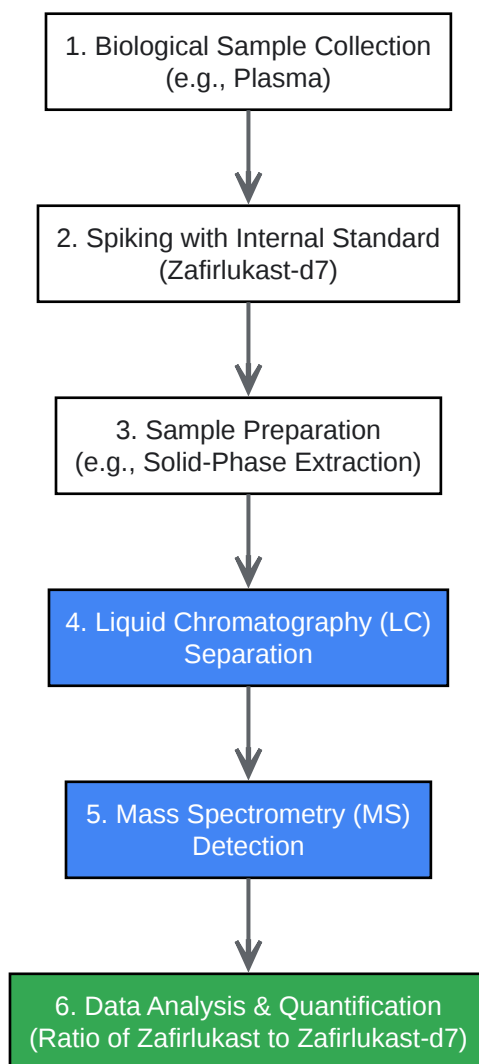 1. Biological Sample Collection
(e.g., Plasma)
2. Spiking with Internal Standard
(Zafirlukast-d7)
3. Sample Preparation
(e.g., Solid-Phase Extraction)
4. Liquid Chromatography (LC)
Separation
5. Mass Spectrometry (MS)
Detection
6. Data Analysis & Quantification
(Ratio of Zafirlukast to Zafirlukast-d7)